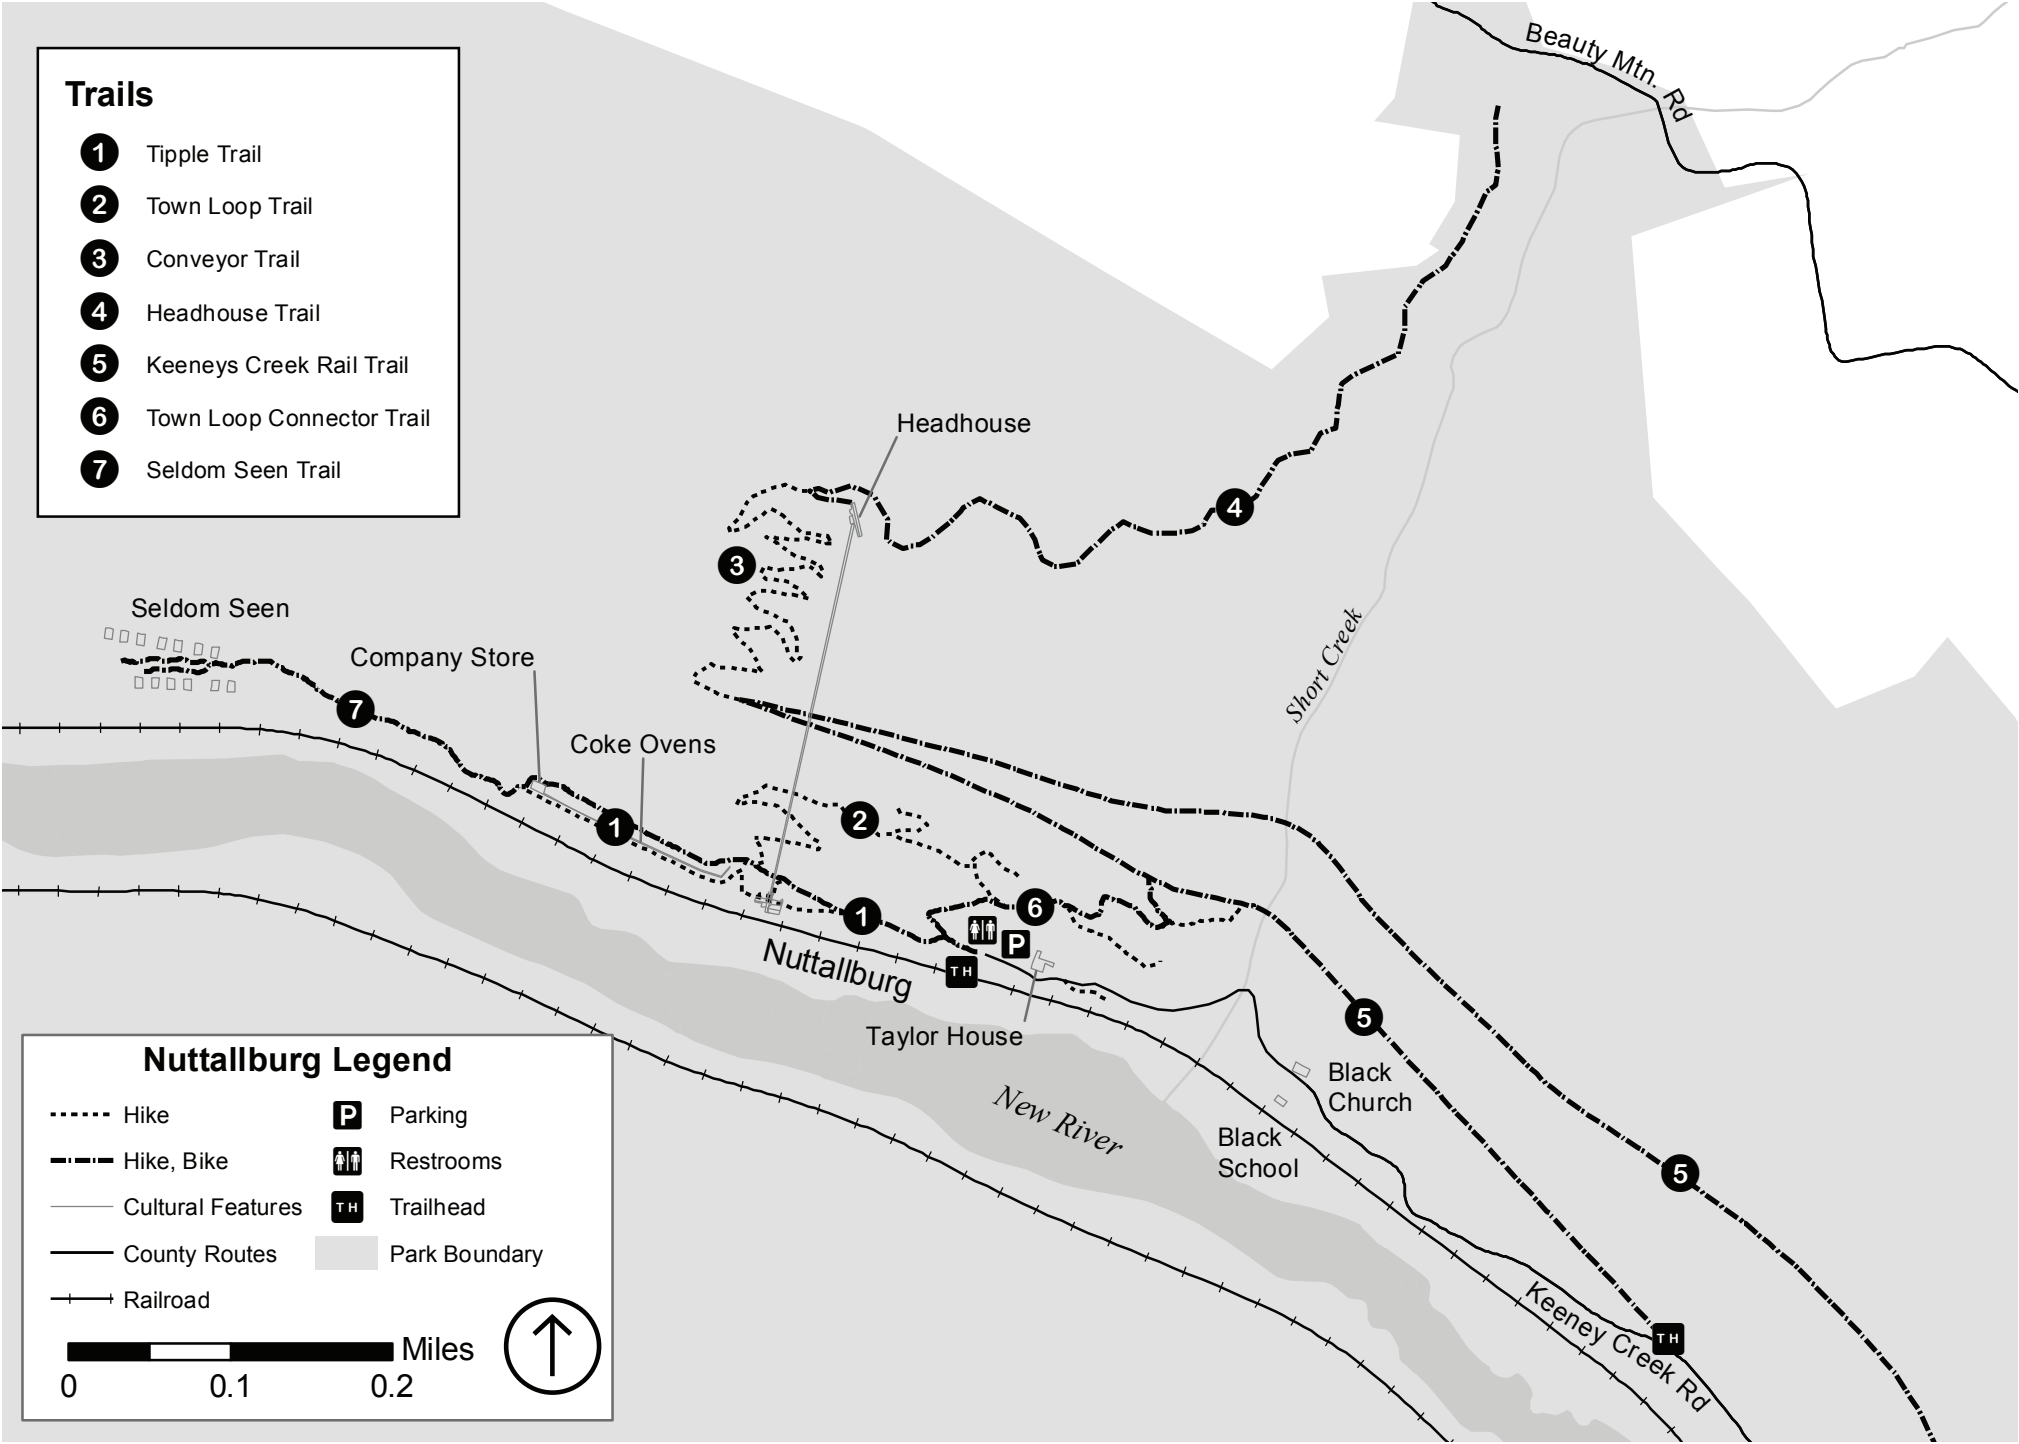 Trails
1 Tipple Trail
2 Town Loop Trail
3 Conveyor Trail
4 Headhouse Trail
5 Keeneys Creek Rail Trail
6 Town Loop Connector Trail
7 Seldom Seen Trail
Beauty Mtn. Rd
Headhouse
4
3
Seldom Seen
Company Store
7
Coke Ovens
Short Creek
1
2
1
6
P
Nuttallburg
TH
Taylor House
5
Black
Church
New River
Black
School
5
Keeney Creek Rd
TH
Nuttallburg Legend
Hike
P Parking
Hike, Bike
Restrooms
Cultural Features
TH Trailhead
County Routes
Park Boundary
Railroad
Miles
0 0.1 0.2